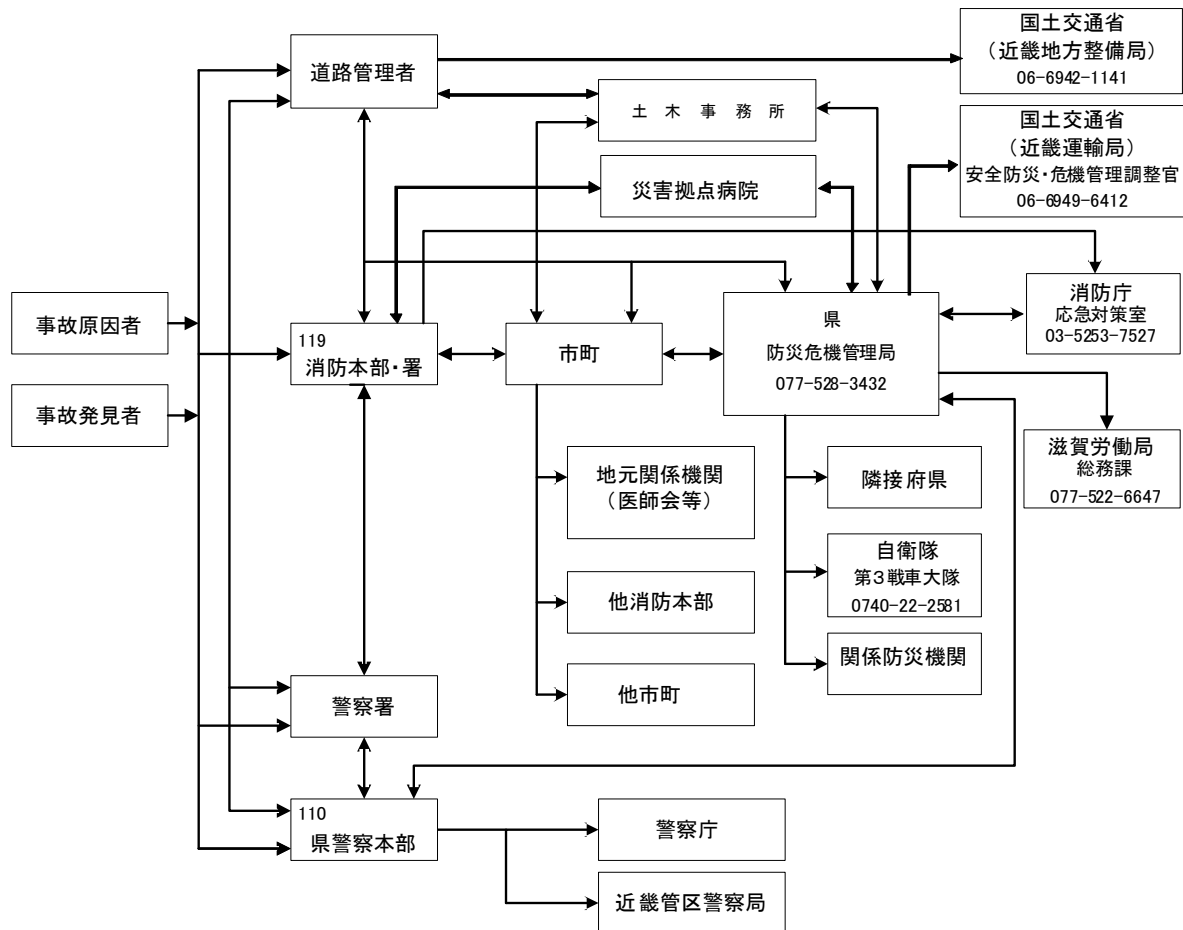 国土交通省
（近畿地方整備局）
06-6942-1141
道路管理者
土木事務所
国土交通省
（近畿運輸局）
安全防災・危機管理調整官
06-6949-6412
災害拠点病院
事故原因者
119
消防本部・署
市町
県
防災危機管理局
077-528-3432
消防庁
応急対策室
03-5253-7527
事故発見者
滋賀労働局
総務課
077-522-6647
地元関係機関
（医師会等）
隣接府県
自衛隊
第３戦車大隊
0740-22-2581
他消防本部
関係防災機関
警察署
他市町
110
県警察本部
警察庁
近畿管区警察局